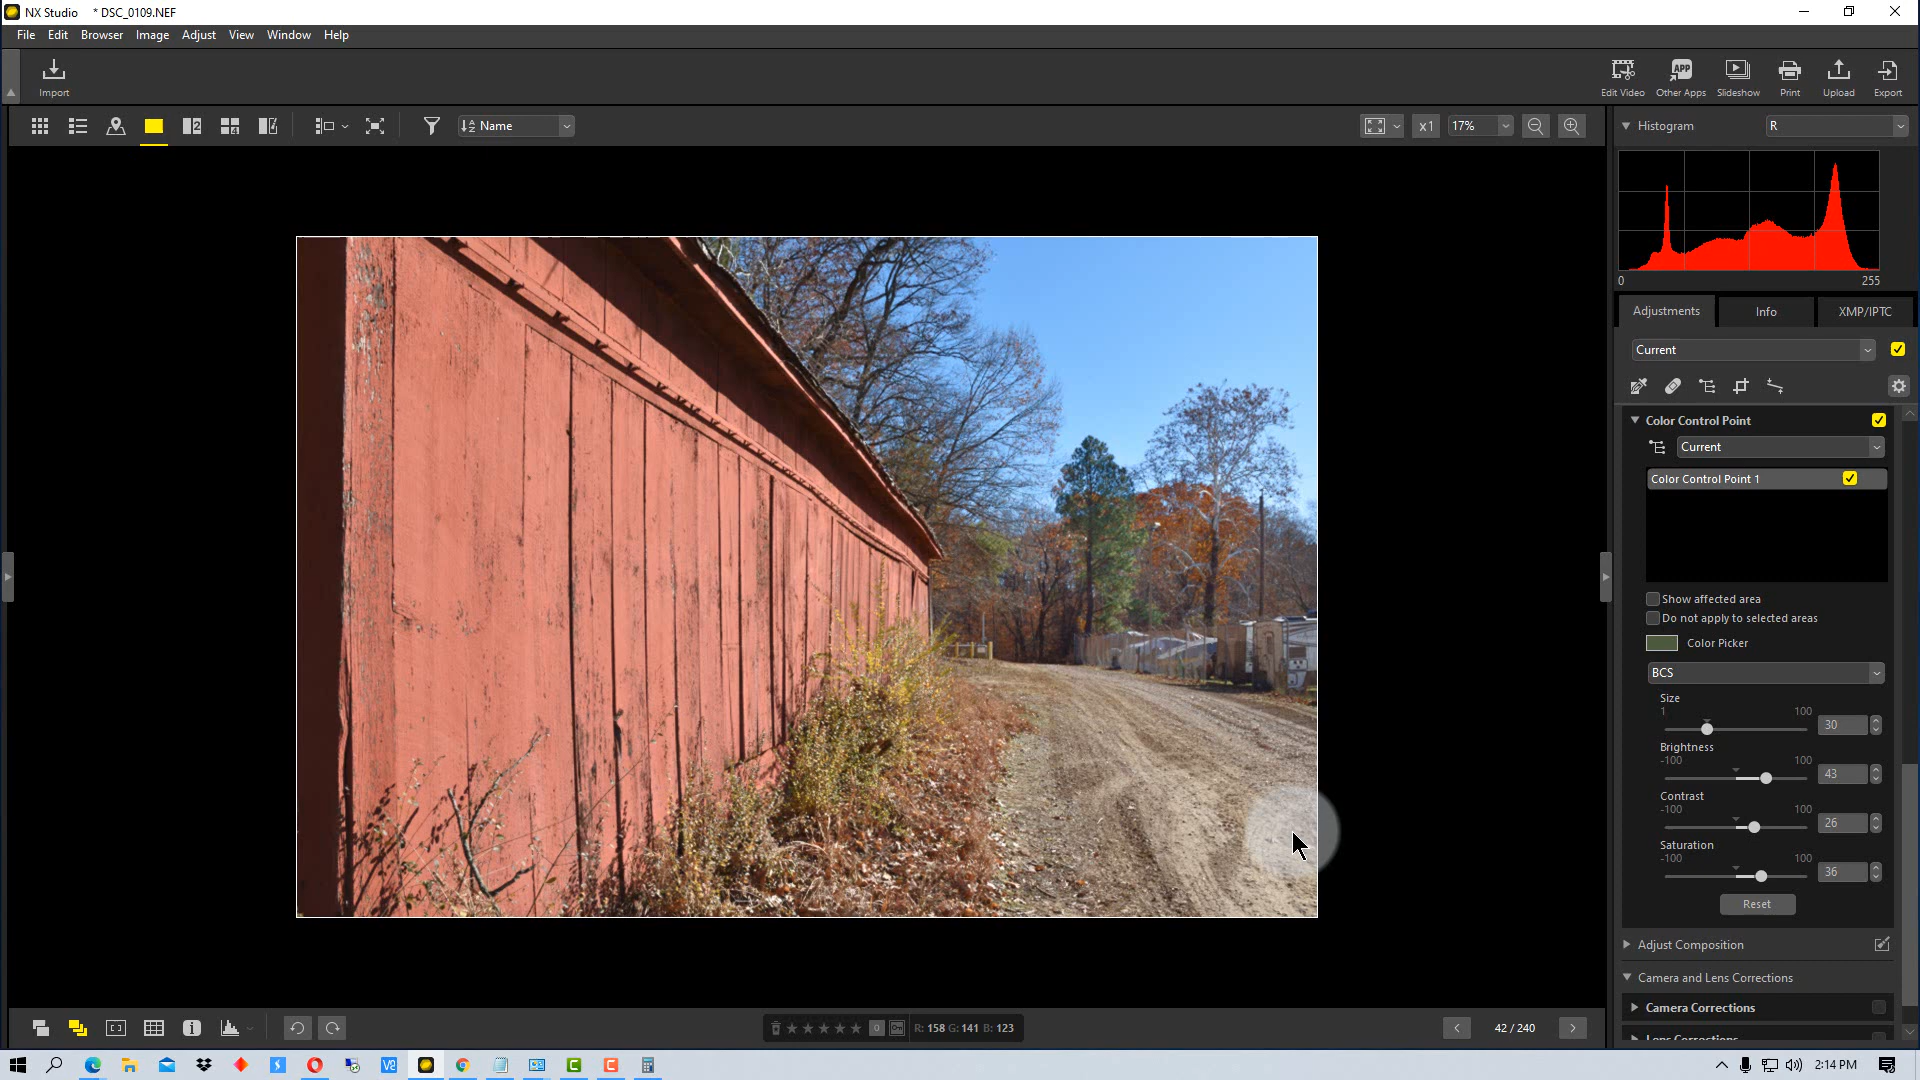 NX Studio * DSC_0109.NEF
File Edit Browser Image Adjust View Window Help
Import
Edit Video Other Apps Slideshow Print Upload Export
APP
Name
x1 17%
Histogram R
0 255
Adjustments Info XMP/IPTC
Current
Color Control Point
Current
Color Control Point 1
Show affected area
Do not apply to selected areas
Color Picker
BCS
Size
1 100
30
Brightness
-100 100
43
Contrast
-100 100
26
Saturation
-100 100
36
Reset
Adjust Composition
Camera and Lens Corrections
Camera Corrections
Lens Corrections
0 R: 158 G: 141 B: 123
42 / 240
2:14 PM